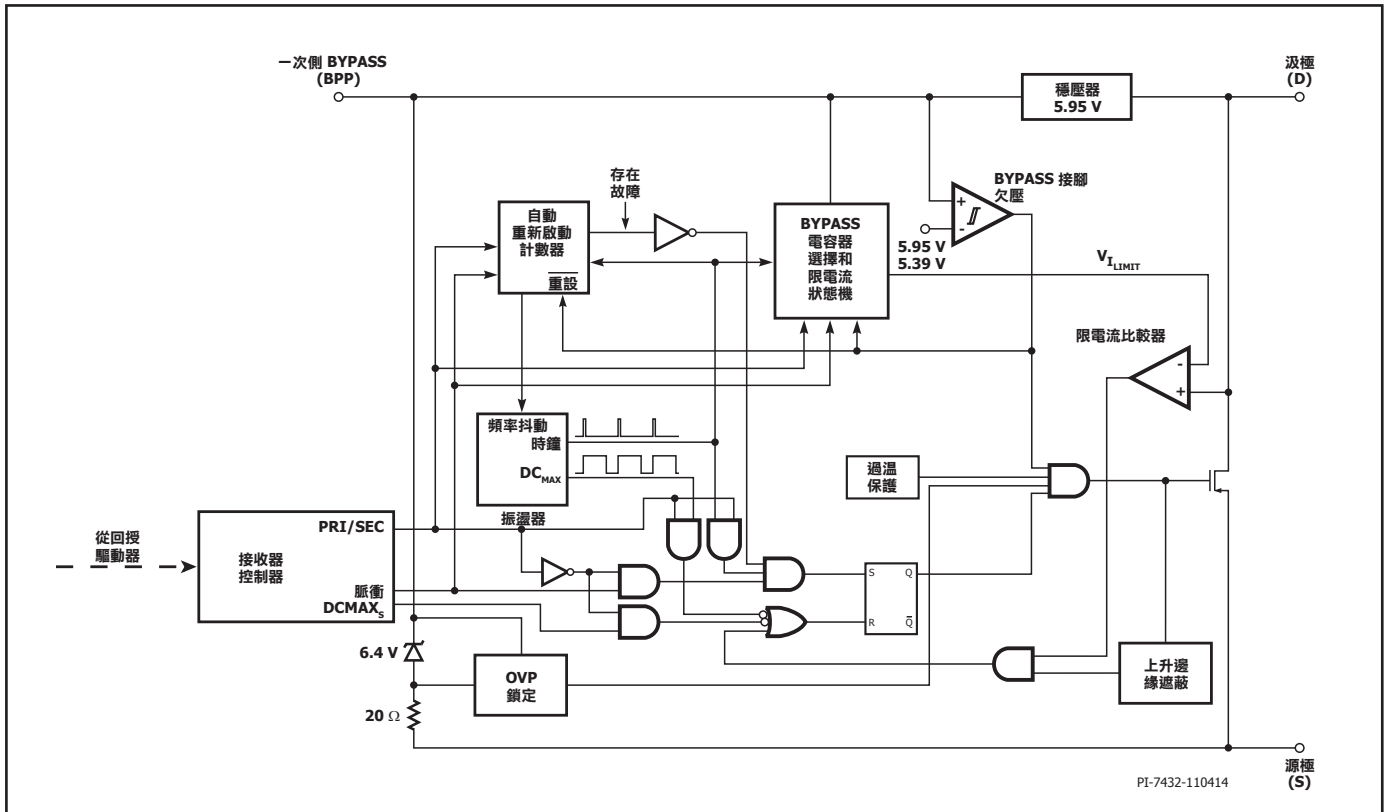 一次側 BYPASS
(BPP)
汲極
(D)
穩壓器
5.95 V
存在
故障
BYPASS 接腳
欠壓
自動
重新啟動
計數器
重設
BYPASS
電容器
選擇和
限電流
狀態機
+
-
5.95 V
5.39 V
VILIMIT
限電流比較器
-
+
頻率抖動
時鐘
DCMAX
振盪器
過溫
保護
從回授
驅動器
PRI/SEC
接收器
控制器
脈衝
DCMAXS
S
Q
R
Q
6.4 V
OVP
鎖定
上升邊
緣遮蔽
20 Ω
PI-7432-110414
源極
(S)